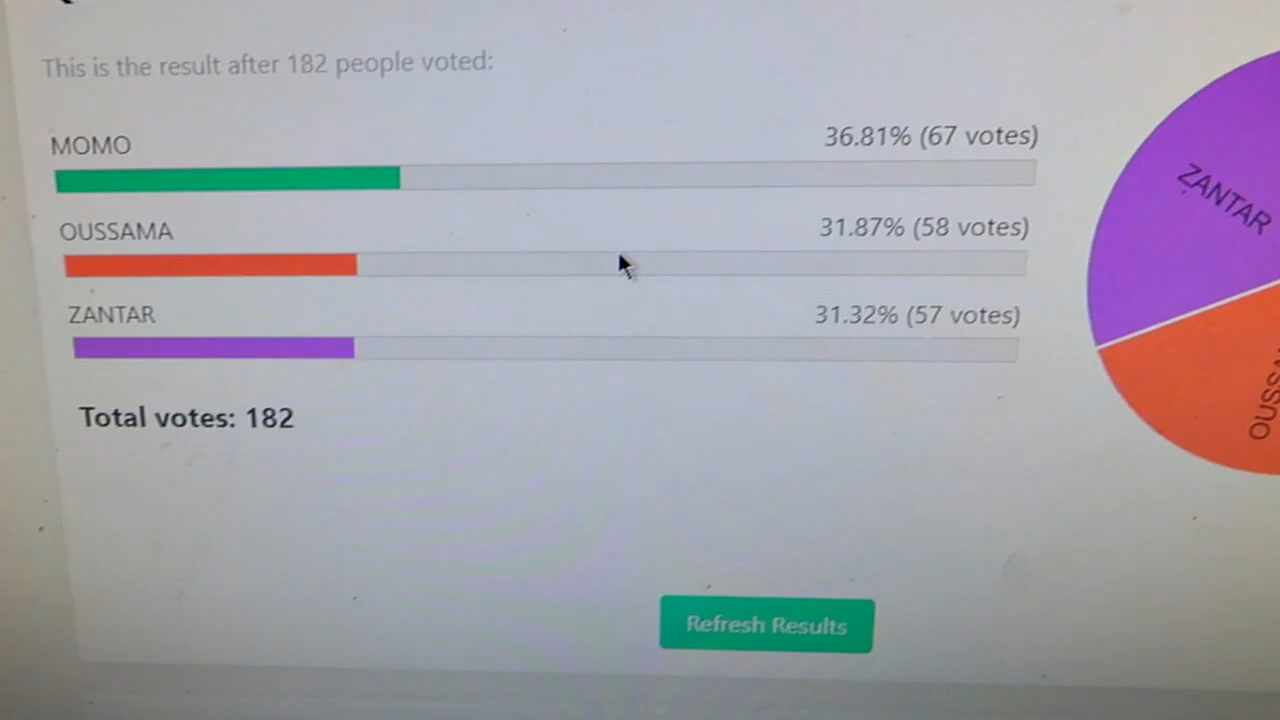 This is the result after 182 people voted:
MOMO 36.81% (67 votes)
OUSSAMA 31.87% (58 votes)
ZANTAR 31.32% (57 votes)
Total votes: 182
Refresh Results
ZANTAR